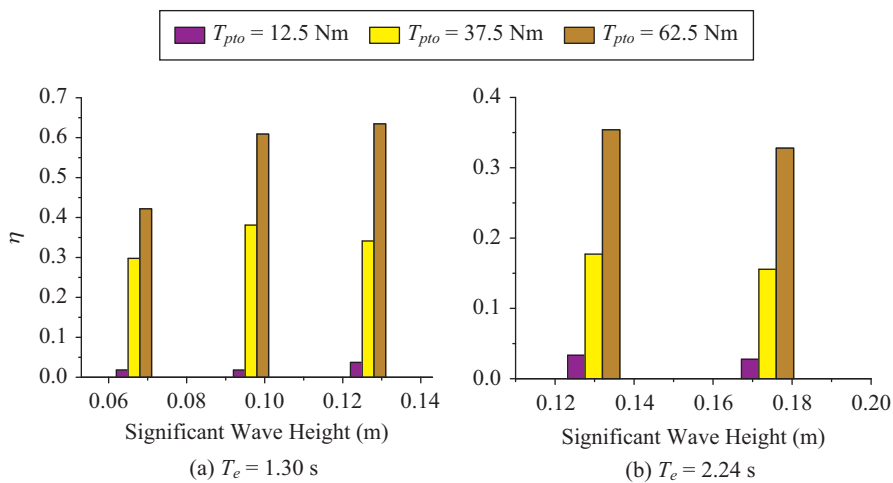 T_pto = 12.5 Nm T_pto = 37.5 Nm T_pto = 62.5 Nm
η
0.7
0.6
0.5
0.4
0.3
0.2
0.1
0.0
0.06 0.08 0.10 0.12 0.14
Significant Wave Height (m)
(a) T_e = 1.30 s
0.4
0.3
0.2
0.1
0.0
0.12 0.14 0.16 0.18 0.20
Significant Wave Height (m)
(b) T_e = 2.24 s